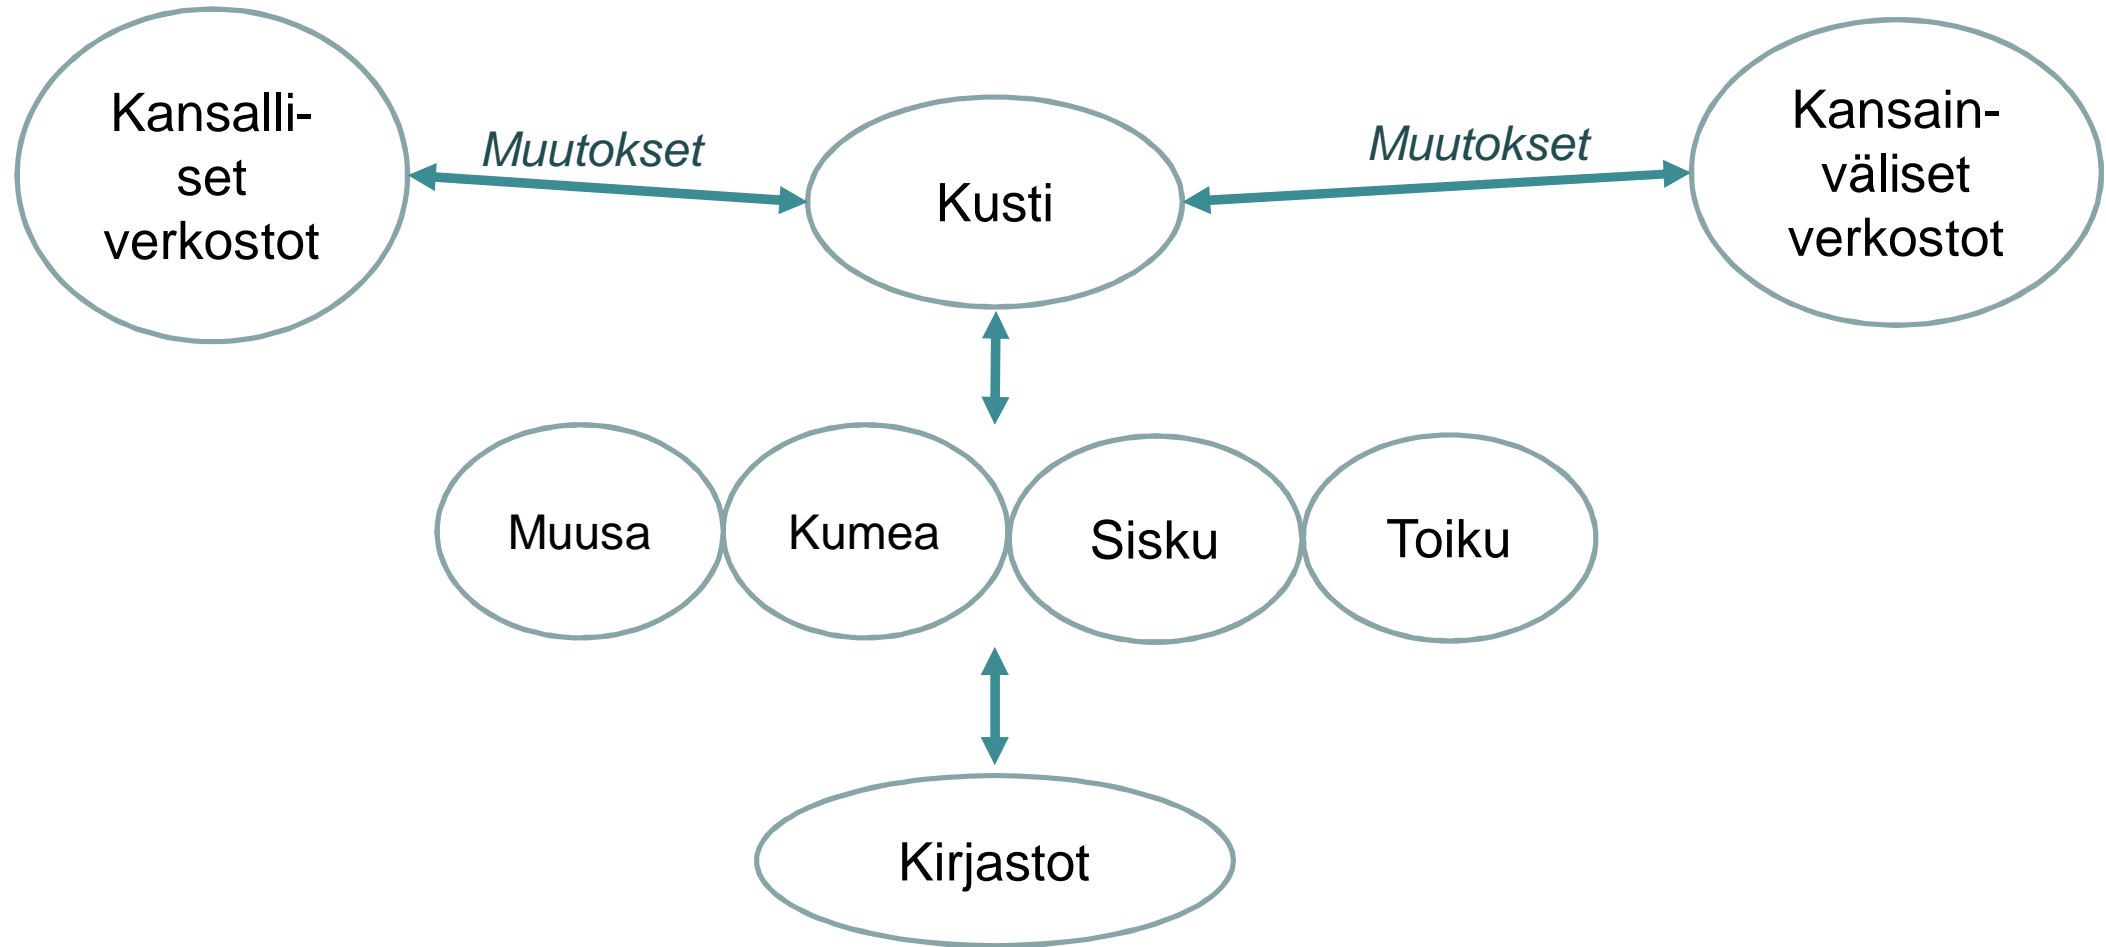 Kansalli-
set
verkostot
Muutokset
Kusti
Muutokset
Kansain-
väliset
verkostot
Muusa
Kumea
Sisku
Toiku
Kirjastot